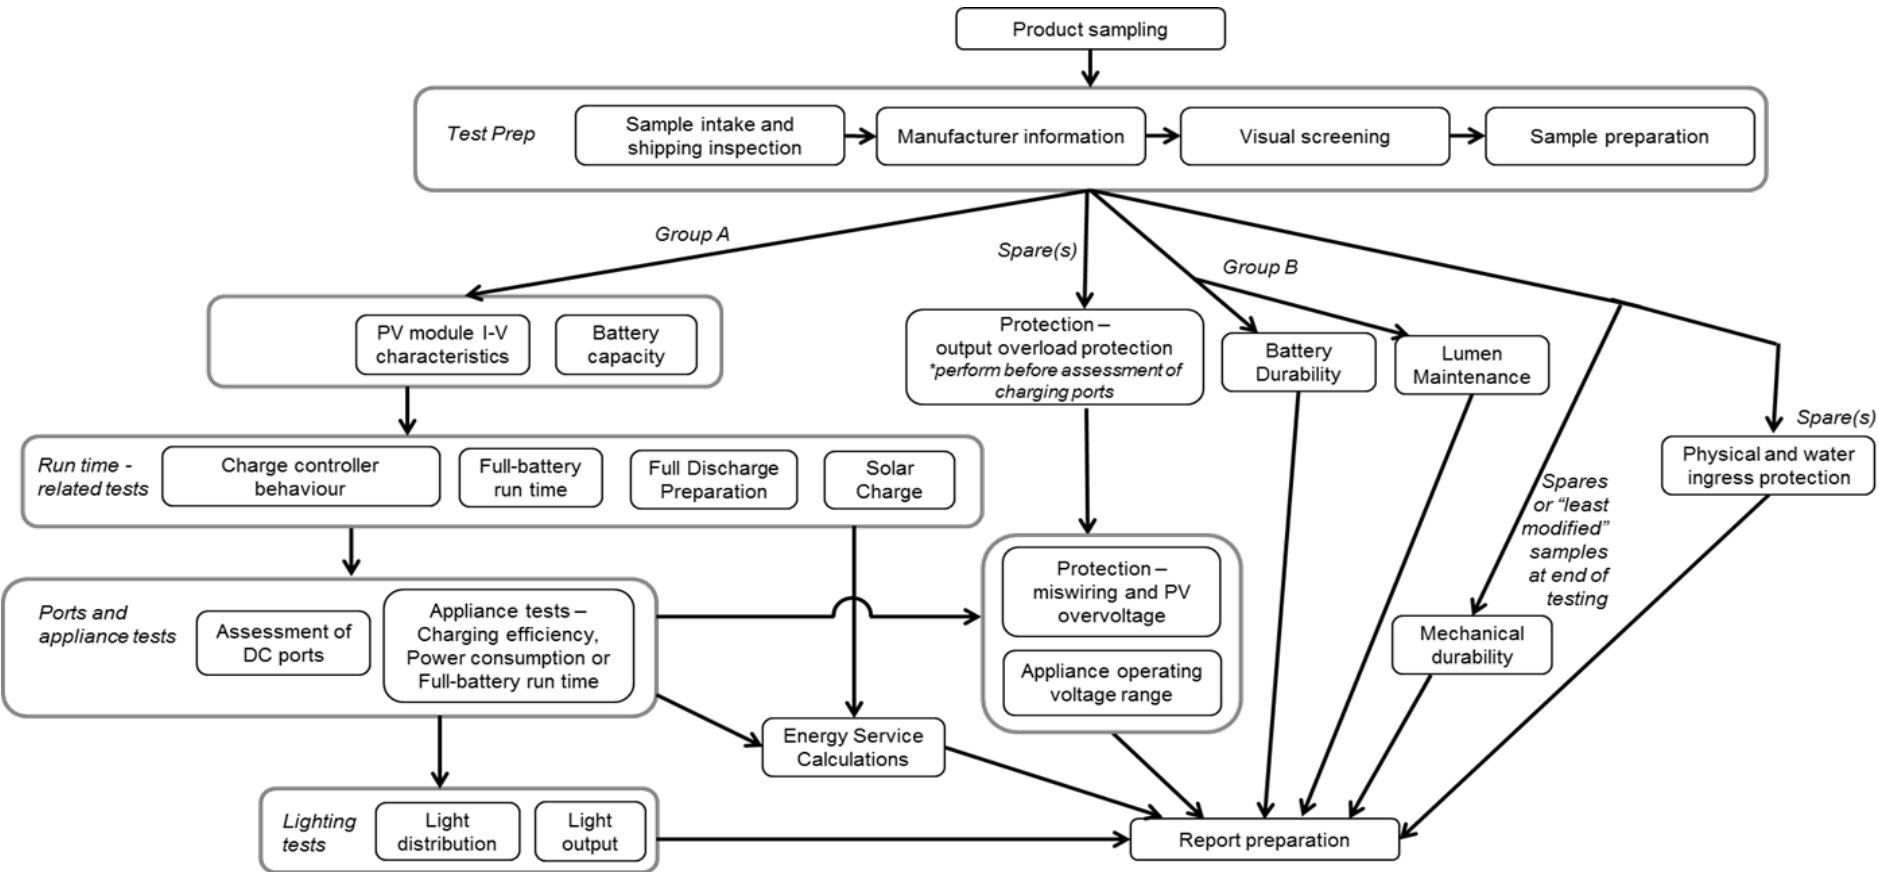 Product sampling
Test Prep
Sample intake and
shipping inspection
Manufacturer information
Visual screening
Sample preparation
Group A
Spare(s)
Group B
PV module I-V
characteristics
Battery
capacity
Protection –
output overload protection
*perform before assessment of
charging ports
Battery
Durability
Lumen
Maintenance
Spare(s)
Physical and water
ingress protection
Run time -
related tests
Charge controller
behaviour
Full-battery
run time
Full Discharge
Preparation
Solar
Charge
Spares
or “least
modified”
samples
at end of
testing
Ports and
appliance tests
Assessment of
DC ports
Appliance tests –
Charging efficiency,
Power consumption or
Full-battery run time
Protection –
miswiring and PV
overvoltage
Appliance operating
voltage range
Mechanical
durability
Energy Service
Calculations
Lighting
tests
Light
distribution
Light
output
Report preparation